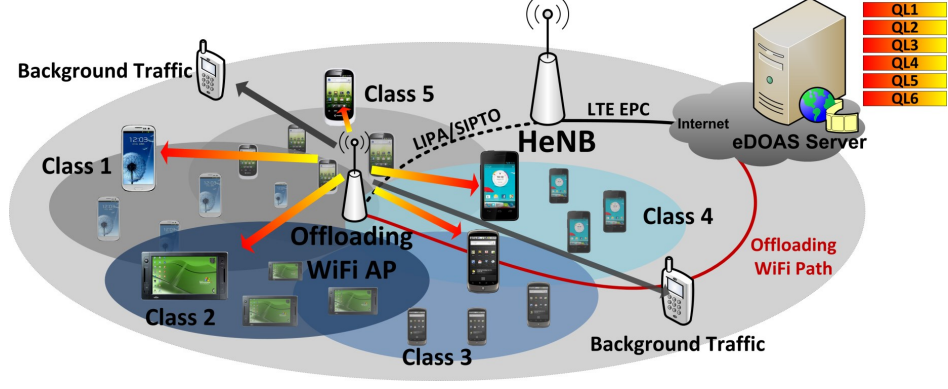 QL1
QL2
QL3
QL4
QL5
QL6
Background Traffic
Class 5
LIPA/SIPTO
HeNB
LTE EPC
Internet
eDOAS Server
Class 1
Class 4
Offloading
WiFi AP
Offloading
WiFi Path
Class 2
Class 3
Background Traffic